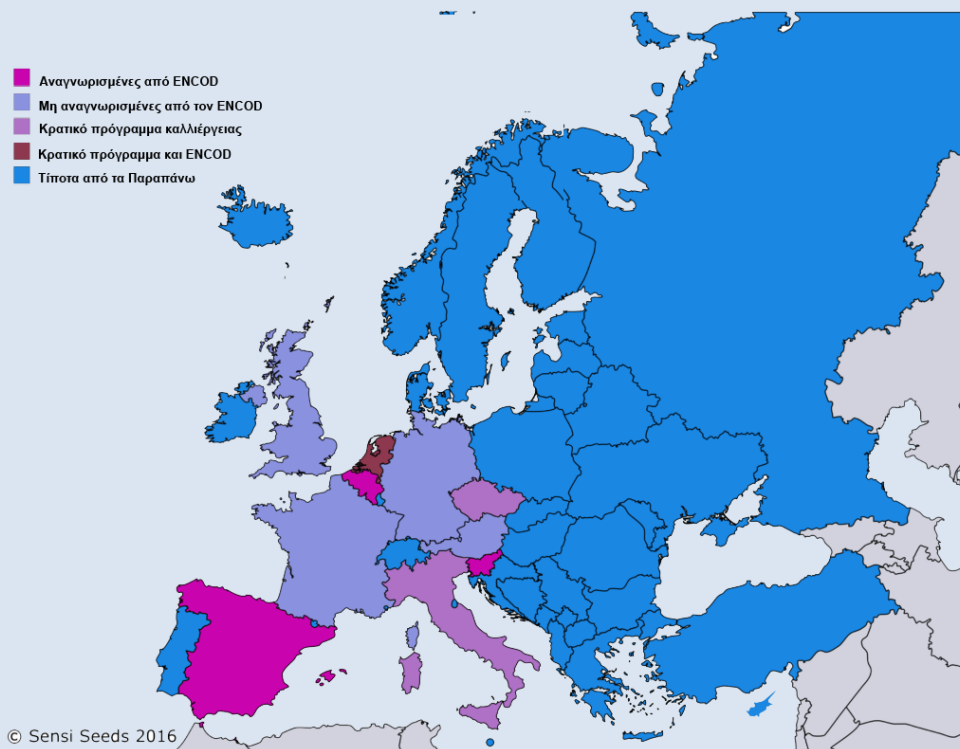 Αναγνωρισμένες από ENCOD
Μη αναγνωρισμένες από τον ENCOD
Κρατικό πρόγραμμα καλλιέργειας
Κρατικό πρόγραμμα και ENCOD
Τίποτα από τα Παραπάνω
© Sensi Seeds 2016